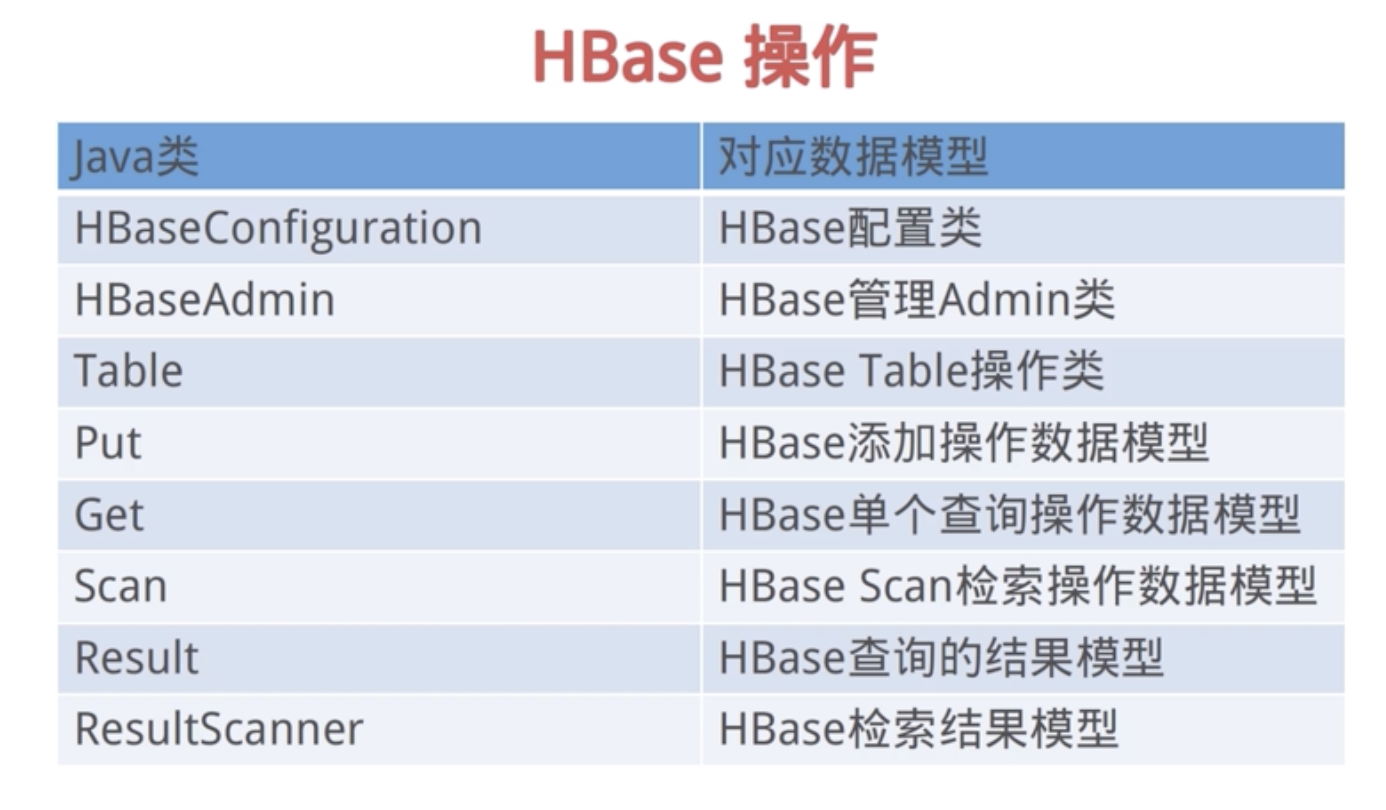 HBase 操作
Java类 对应数据模型
HBaseConfiguration HBase配置类
HBaseAdmin HBase管理Admin类
Table HBase Table操作类
Put HBase添加操作数据模型
Get HBase单个查询操作数据模型
Scan HBase Scan检索操作数据模型
Result HBase查询的结果模型
ResultScanner HBase检索结果模型